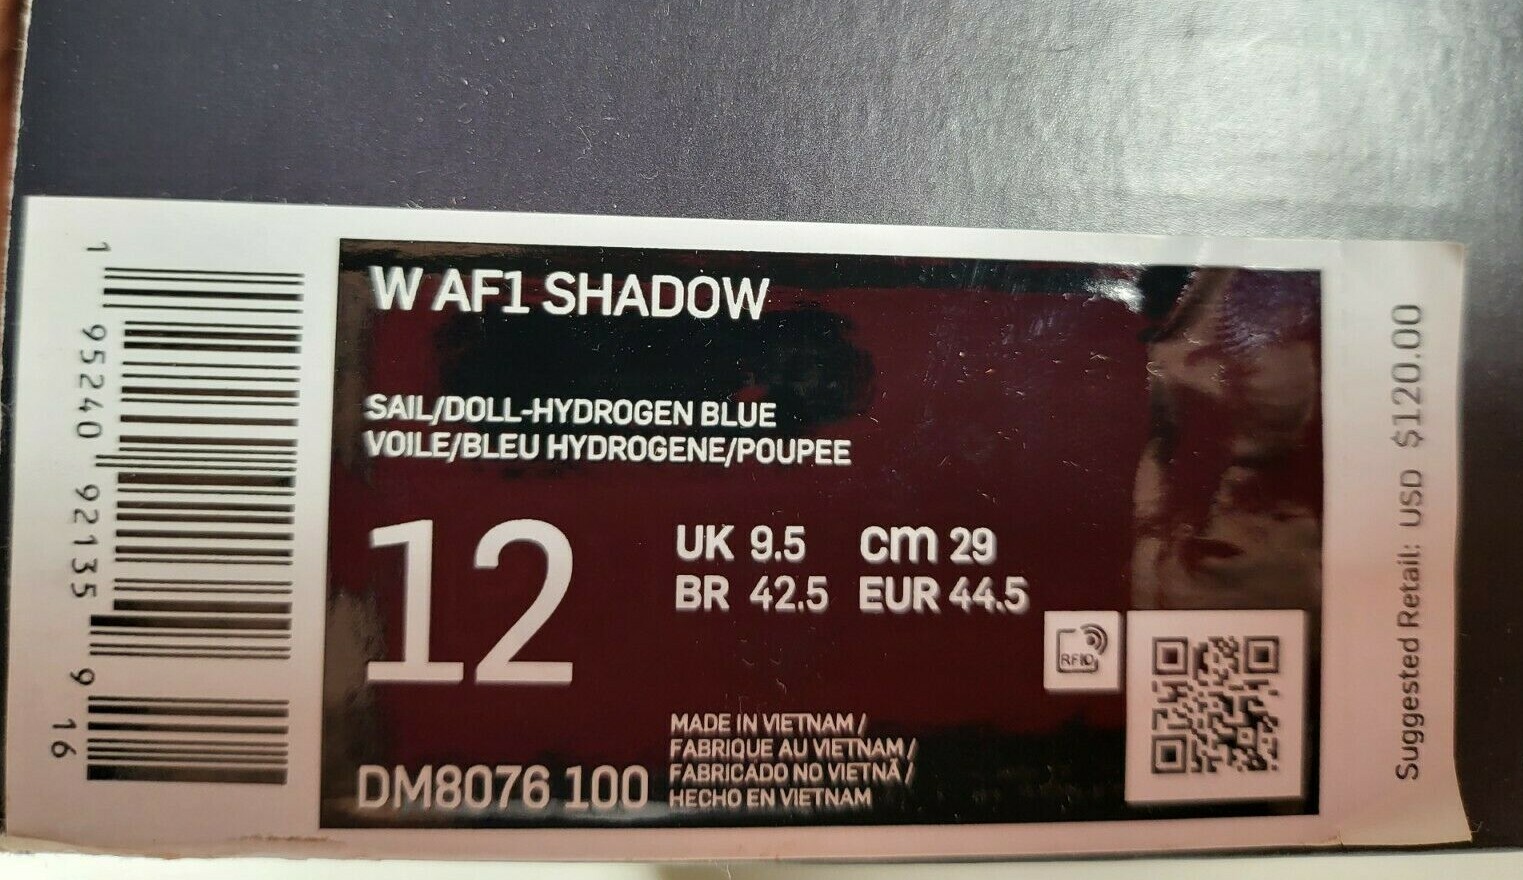 W AF1 SHADOW
SAIL/DOLL-HYDROGEN BLUE
VOILE/BLEU HYDROGENE/POUPEE
12
UK 9.5 cm 29
BR 42.5 EUR 44.5
RFID
MADE IN VIETNAM /
FABRIQUE AU VIETNAM /
FABRICADO NO VIETNÃ /
HECHO EN VIETNAM
DM8076 100
1 95240 92135 9 16
Suggested Retail: USD $120.00